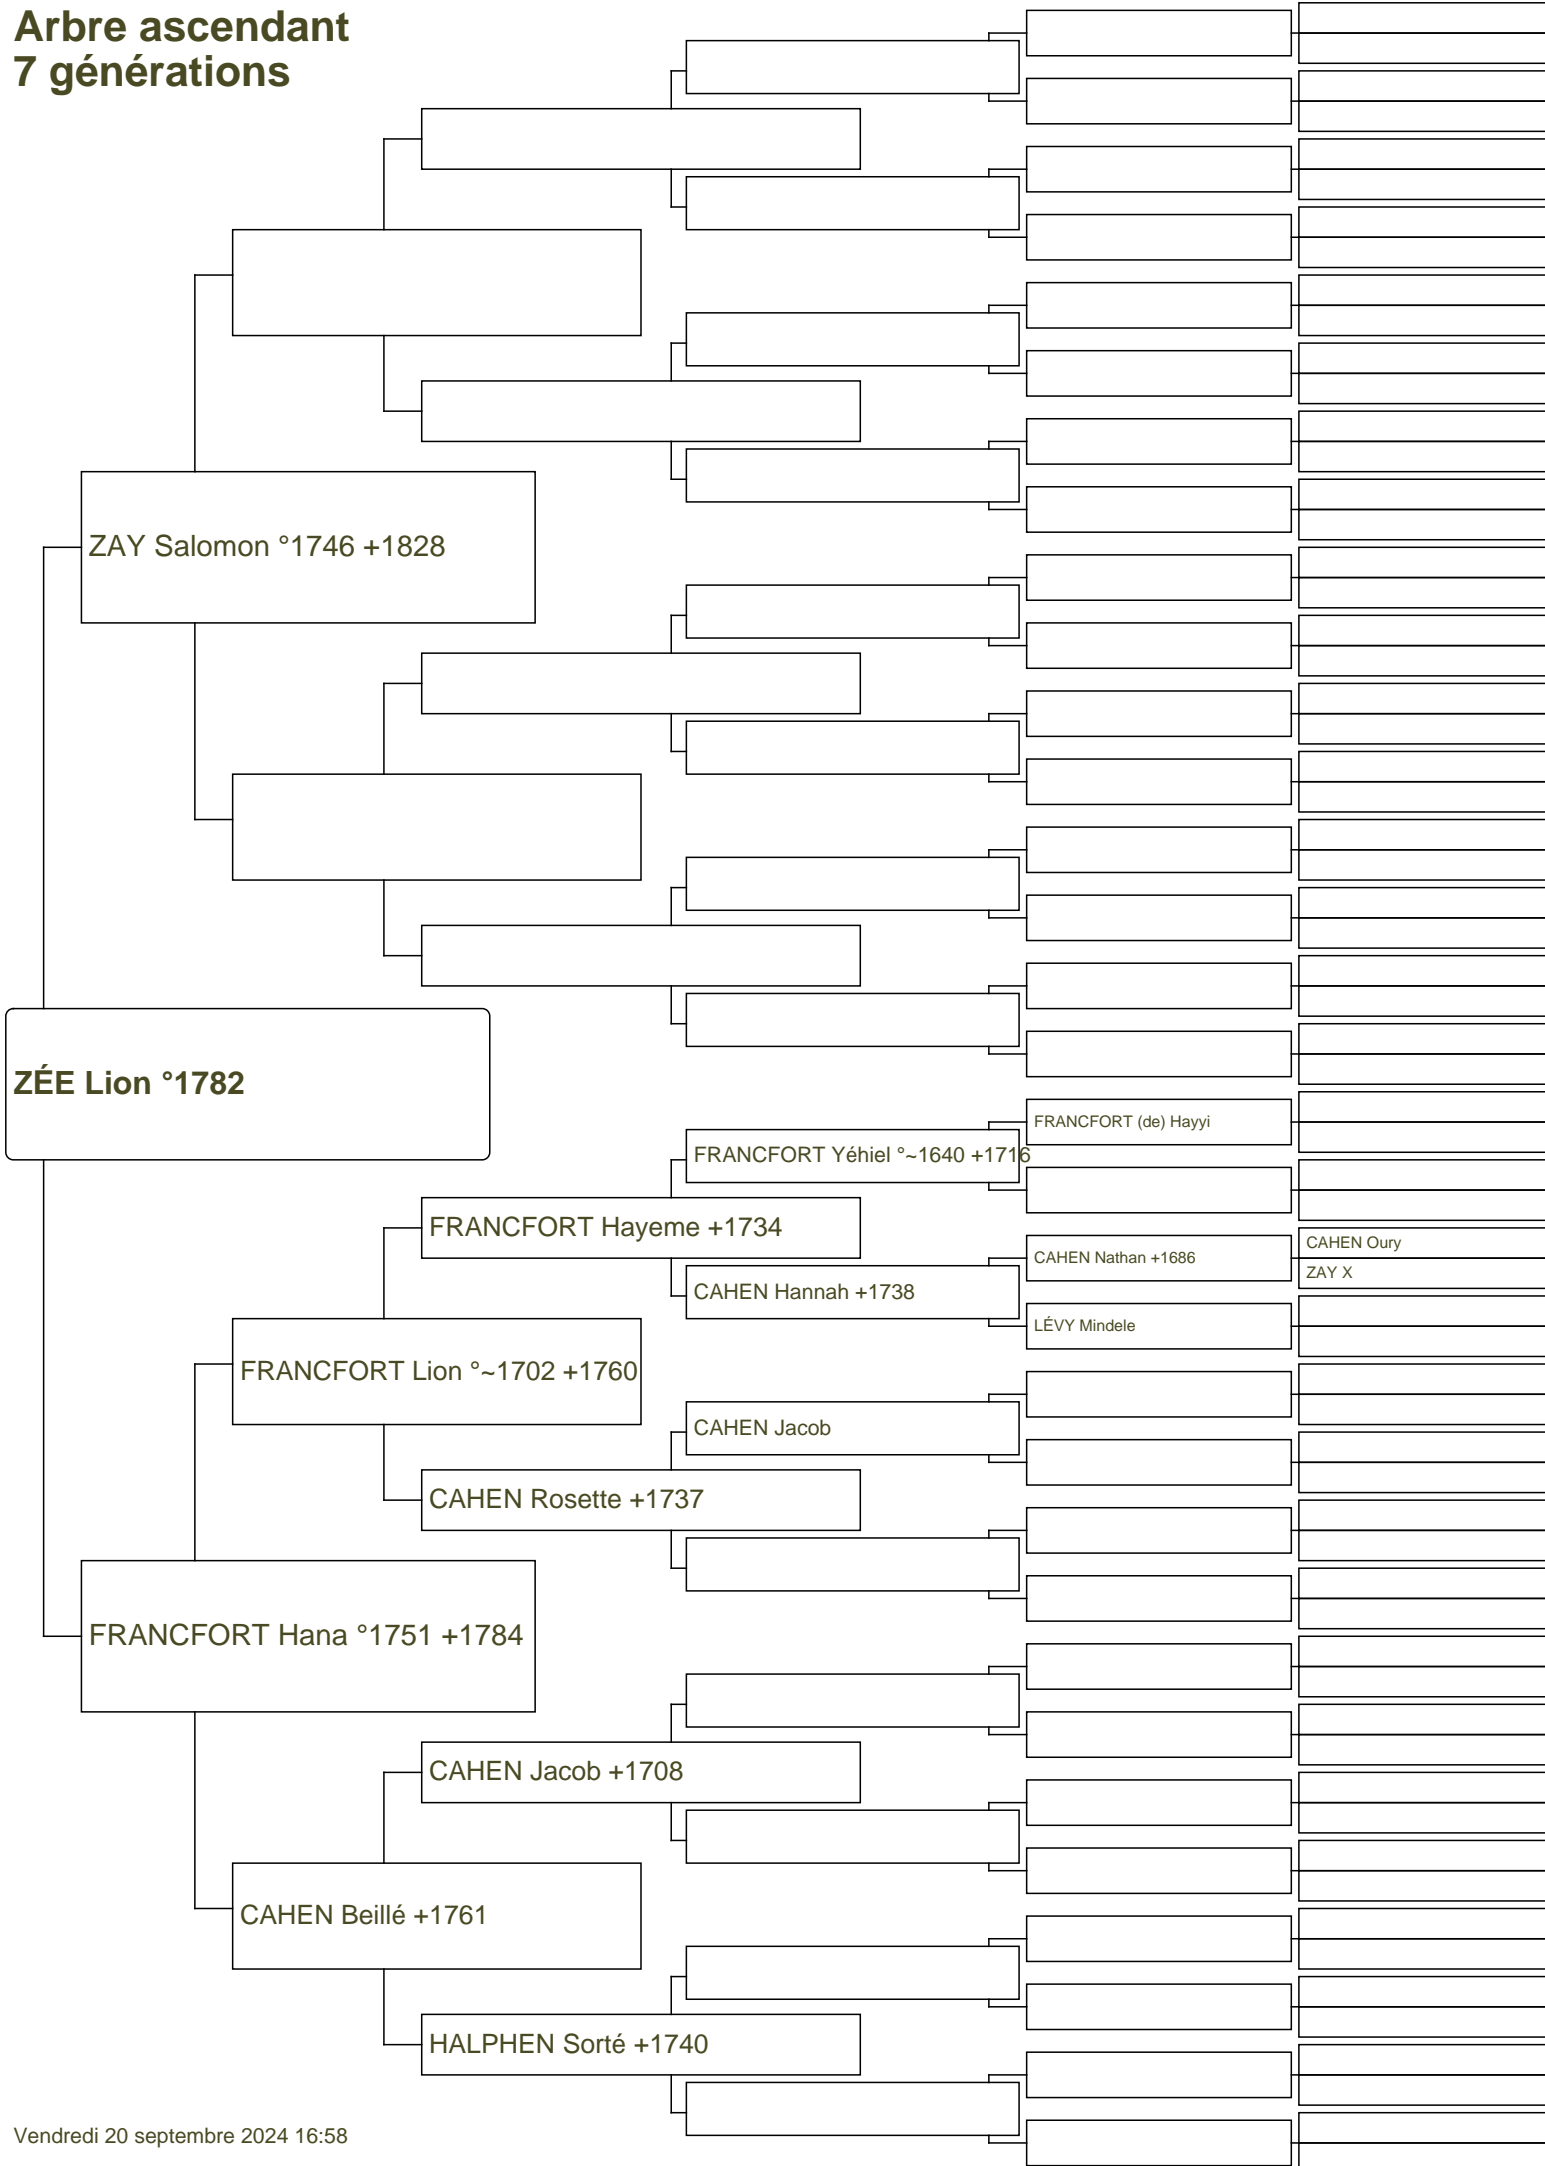 Arbre ascendant
7 générations
ZAY Salomon °1746 +1828
ZÉE Lion °1782
FRANCFORT (de) Hayyi
FRANCFORT Yéhiel °~1640 +1716
FRANCFORT Hayeme +1734
CAHEN Oury
CAHEN Nathan +1686
ZAY X
CAHEN Hannah +1738
LÉVY Mindele
FRANCFORT Lion °~1702 +1760
CAHEN Jacob
CAHEN Rosette +1737
FRANCFORT Hana °1751 +1784
CAHEN Jacob +1708
CAHEN Beillé +1761
HALPHEN Sorté +1740
Vendredi 20 septembre 2024 16:58